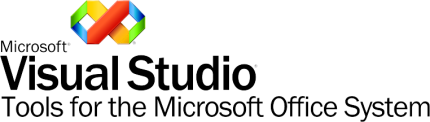 Microsoft®
Visual Studio®
Tools for the Microsoft Office System